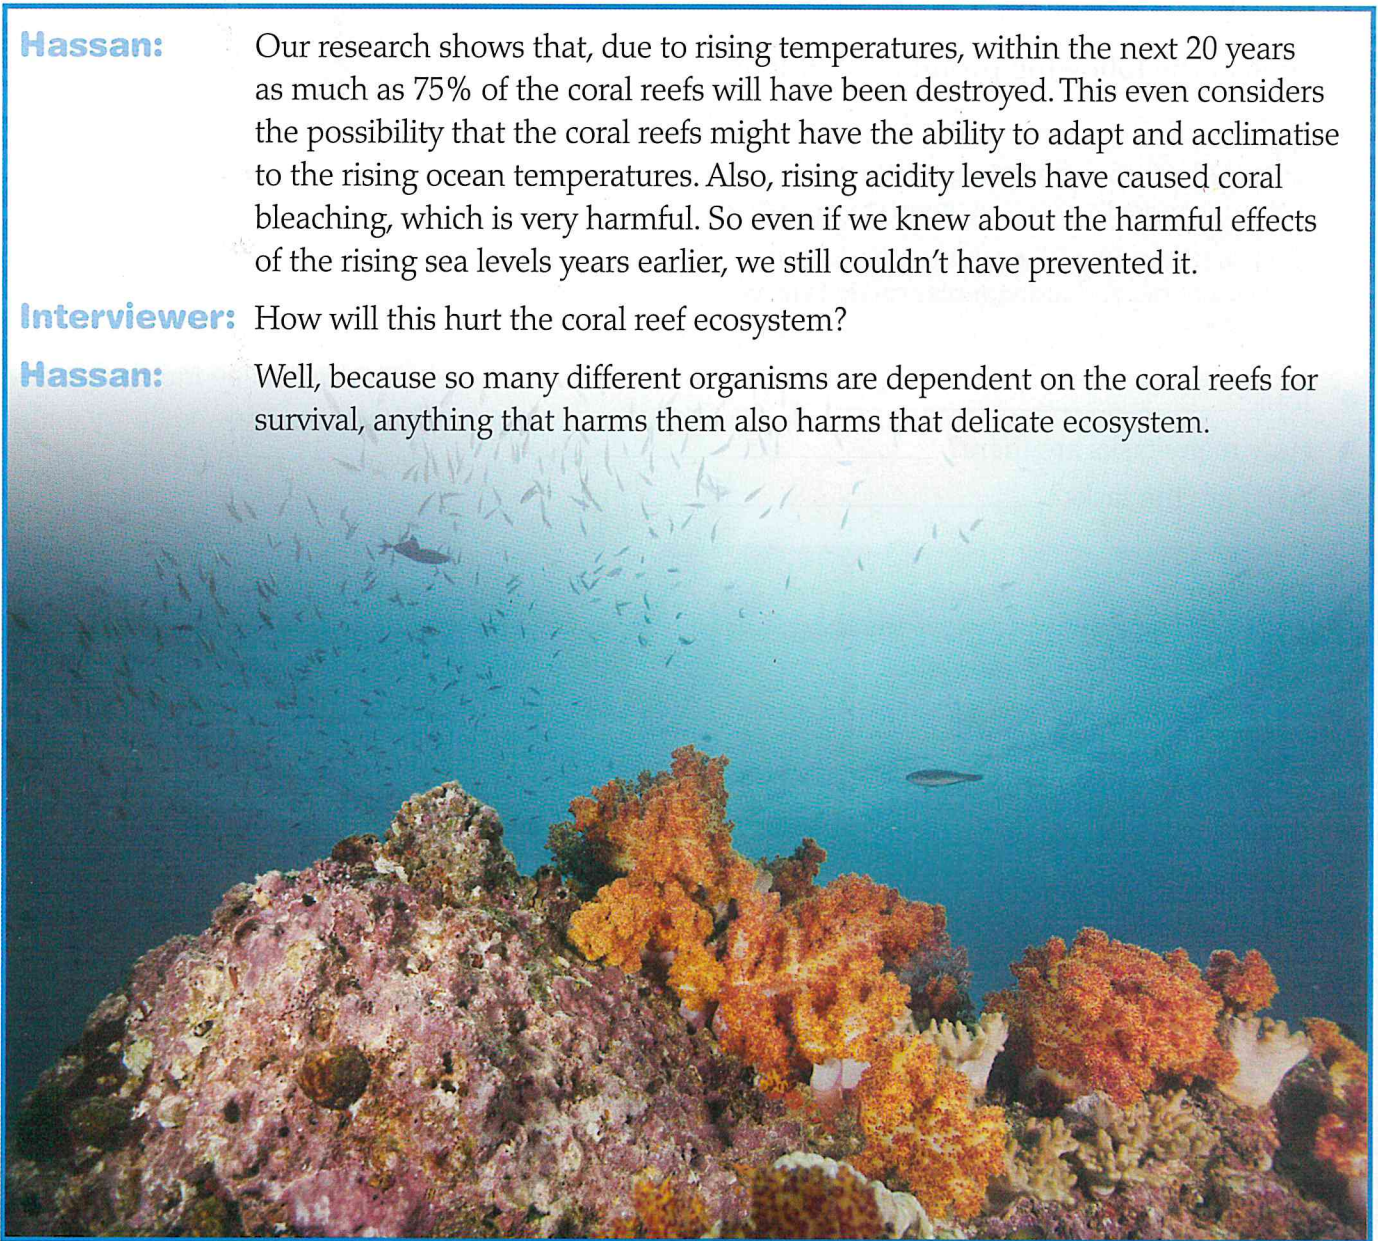 Hassan: Our research shows that, due to rising temperatures, within the next 20 years
as much as 75% of the coral reefs will have been destroyed. This even considers
the possibility that the coral reefs might have the ability to adapt and acclimatise
to the rising ocean temperatures. Also, rising acidity levels have caused coral
bleaching, which is very harmful. So even if we knew about the harmful effects
of the rising sea levels years earlier, we still couldn't have prevented it.
Interviewer: How will this hurt the coral reef ecosystem?
Hassan: Well, because so many different organisms are dependent on the coral reefs for
survival, anything that harms them also harms that delicate ecosystem.